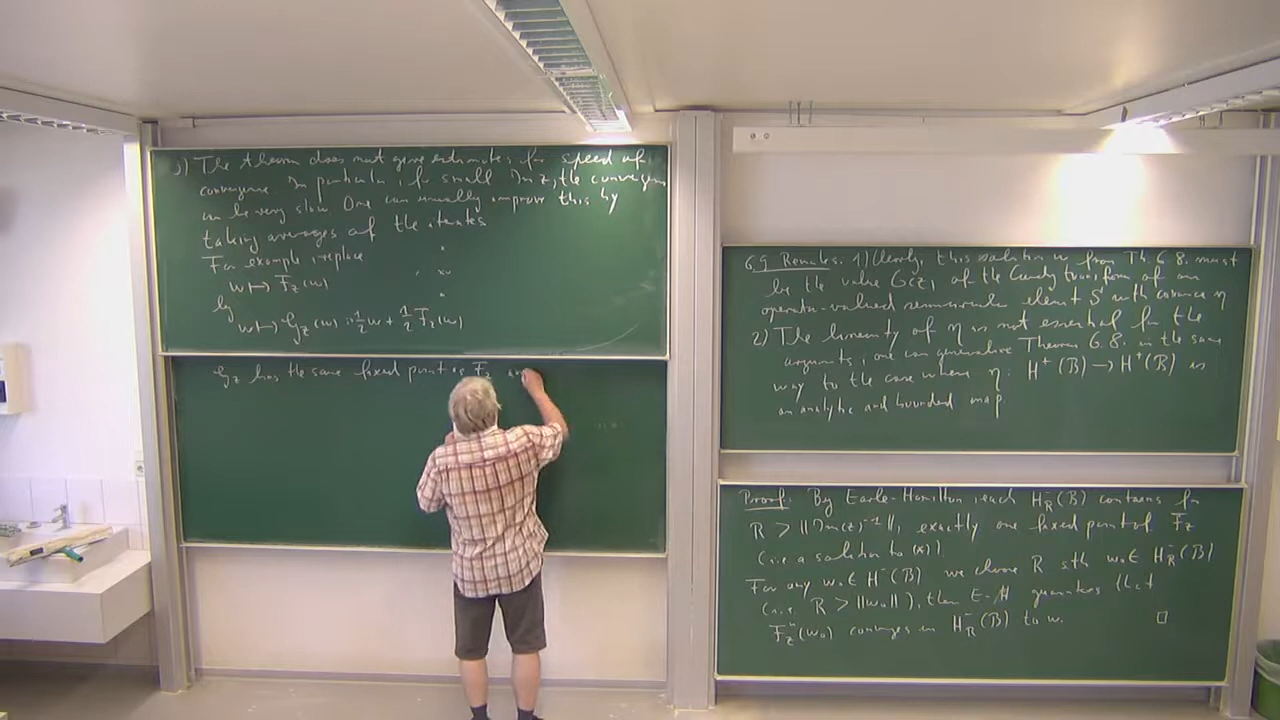 3) The theorem does not give estimates for speed of
convergence. In particular, for small Im z, the convergence
can be very slow. One can usually improve this by
taking averages of the iterates
For example, replace
w ↦ F_z(w)
by
w ↦ G_z(w) := 1/2 w + 1/2 F_z(w)
G_z has the same fixed point as F_z
6.9 Remarks: 1) Clearly, this solution w from Th. 6.8. must
be the value G(z) of the Cauchy transform of an
operator-valued semicircular element S with covariance η
2) The linearity of η is not essential for the
arguments; one can generalize Theorem 6.8. in the same
way to the case where η: H⁺(B) → H⁺(B) is
an analytic and bounded map.
Proof: By Earle-Hamilton, each H_R^-(B) contains for
R > ||Im(z)^{-1}||, exactly one fixed point of F_z
(i.e. a solution to (*))
For any w₀ ∈ H^-(B) we choose R s.th. w₀ ∈ H_R^-(B)
(i.e. R > ||w₀||), then E-H guarantees that
F_z^n(w₀) converges in H_R^-(B) to w. □